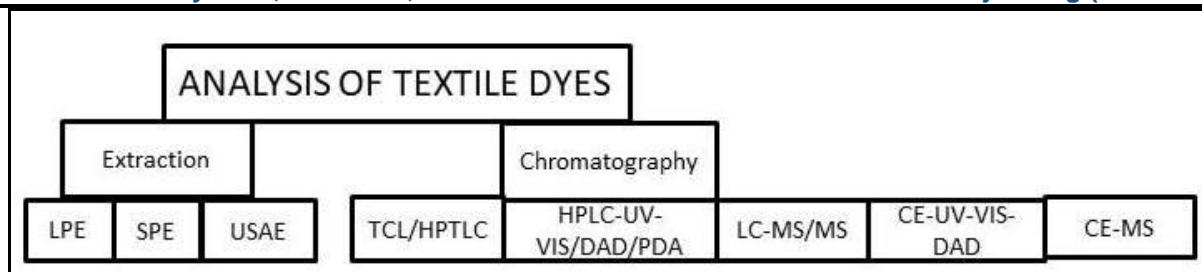 ANALYSIS OF TEXTILE DYES
Extraction
Chromatography
LPE
SPE
USAE
TCL/HPTLC
HPLC-UV-
VIS/DAD/PDA
LC-MS/MS
CE-UV-VIS-
DAD
CE-MS